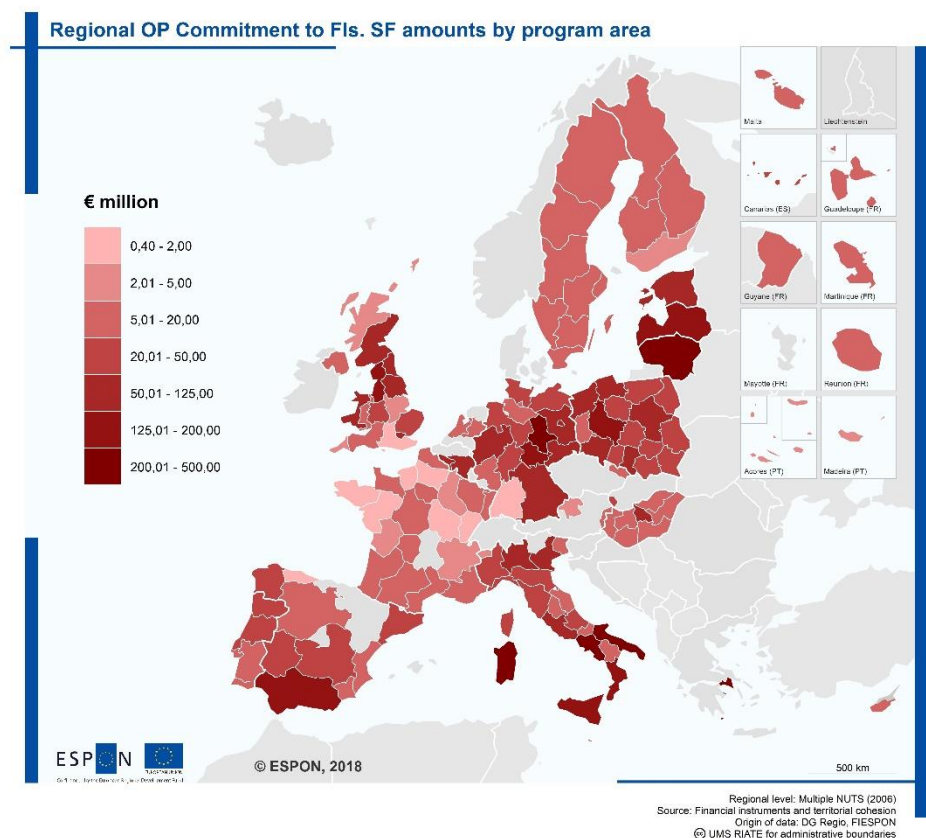 Regional OP Commitment to FIs. SF amounts by program area
Malta
Liechtenstein
Canarias (ES)
Guadeloupe (FR)
€ million
0,40 - 2,00
2,01 - 5,00
5,01 - 20,00
20,01 - 50,00
50,01 - 125,00
125,01 - 200,00
200,01 - 500,00
Guyane (FR)
Martinique (FR)
Mayotte (FR)
Reunion (FR)
Acores (PT)
Madeira (PT)
ESPON
© ESPON, 2018
500 km
Regional level: Multiple NUTS (2006)
Source: Financial instruments and territorial cohesion
Origin of data: DG Regio, FIESPON
© UMS RIATE for administrative boundaries